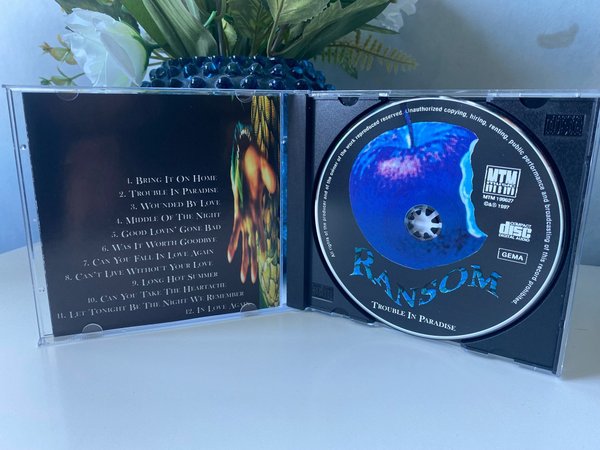 1. Bring It On Home
2. Trouble In Paradise
3. Wounded By Love
4. Middle Of The Night
5. Good Lovin' Gone Bad
6. Was It Worth Goodbye
7. Can You Fall In Love Again
8. Can't Live Without Your Love
9. Long Hot Summer
10. Can You Take The Heartache
11. Let Tonight Be The Night We Remember
12. In Love Again
All rights of the producer and of the owner of the work reproduced reserved. Unauthorized copying, hiring, renting, public performance and broadcasting of this record prohibited
MTM
MTM 199627
℗&© 1997
COMPACT
disc
DIGITAL AUDIO
GEMA
RANSOM
Trouble In Paradise